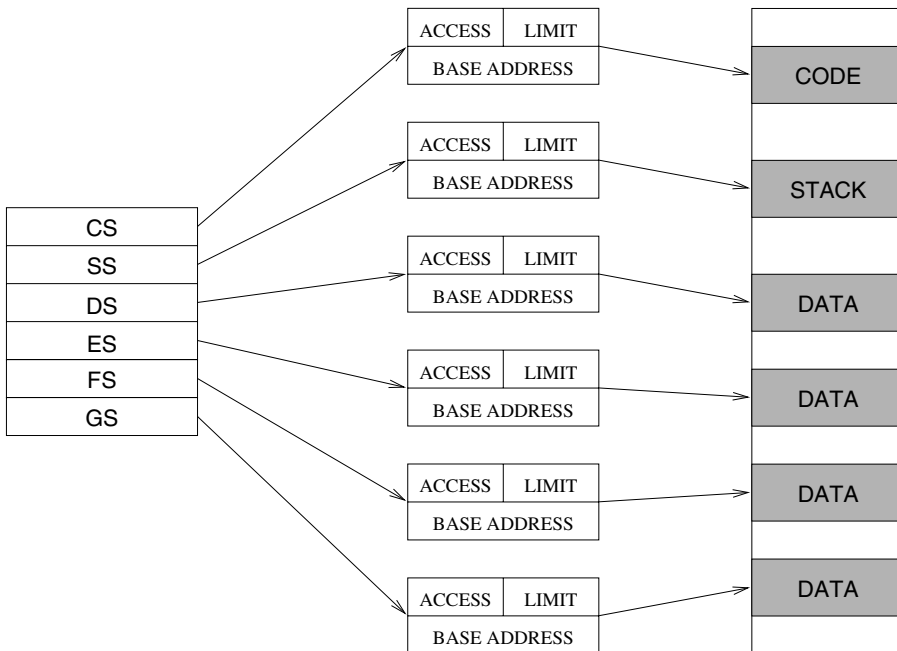 ACCESS LIMIT
BASE ADDRESS
CODE
ACCESS LIMIT
BASE ADDRESS
STACK
CS
SS
DS
ES
FS
GS
ACCESS LIMIT
BASE ADDRESS
DATA
ACCESS LIMIT
BASE ADDRESS
DATA
ACCESS LIMIT
BASE ADDRESS
DATA
ACCESS LIMIT
BASE ADDRESS
DATA